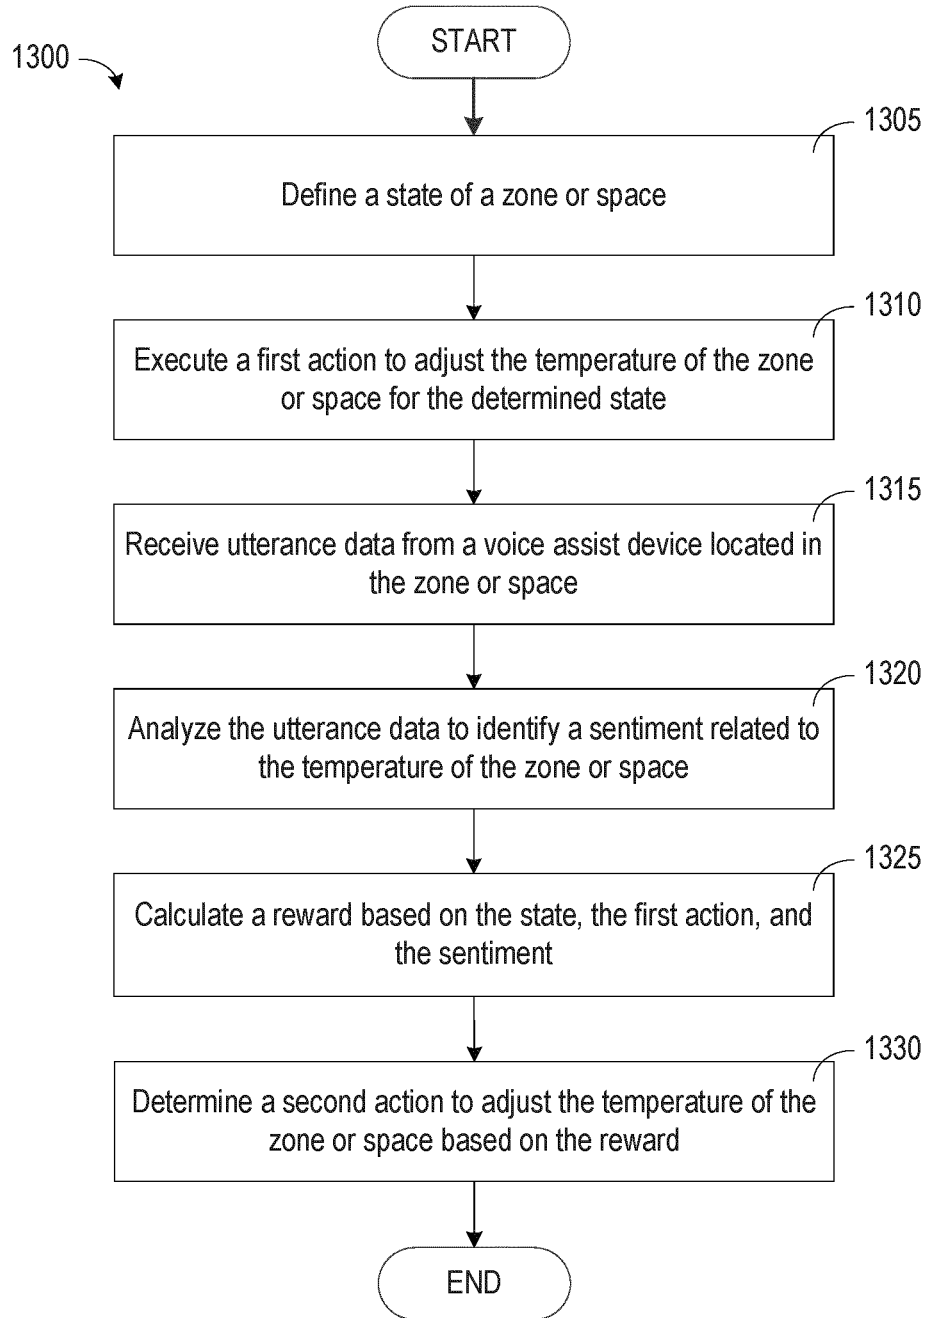 START
1300
1305
Define a state of a zone or space
1310
Execute a first action to adjust the temperature of the zone
or space for the determined state
1315
Receive utterance data from a voice assist device located in
the zone or space
1320
Analyze the utterance data to identify a sentiment related to
the temperature of the zone or space
1325
Calculate a reward based on the state, the first action, and
the sentiment
1330
Determine a second action to adjust the temperature of the
zone or space based on the reward
END